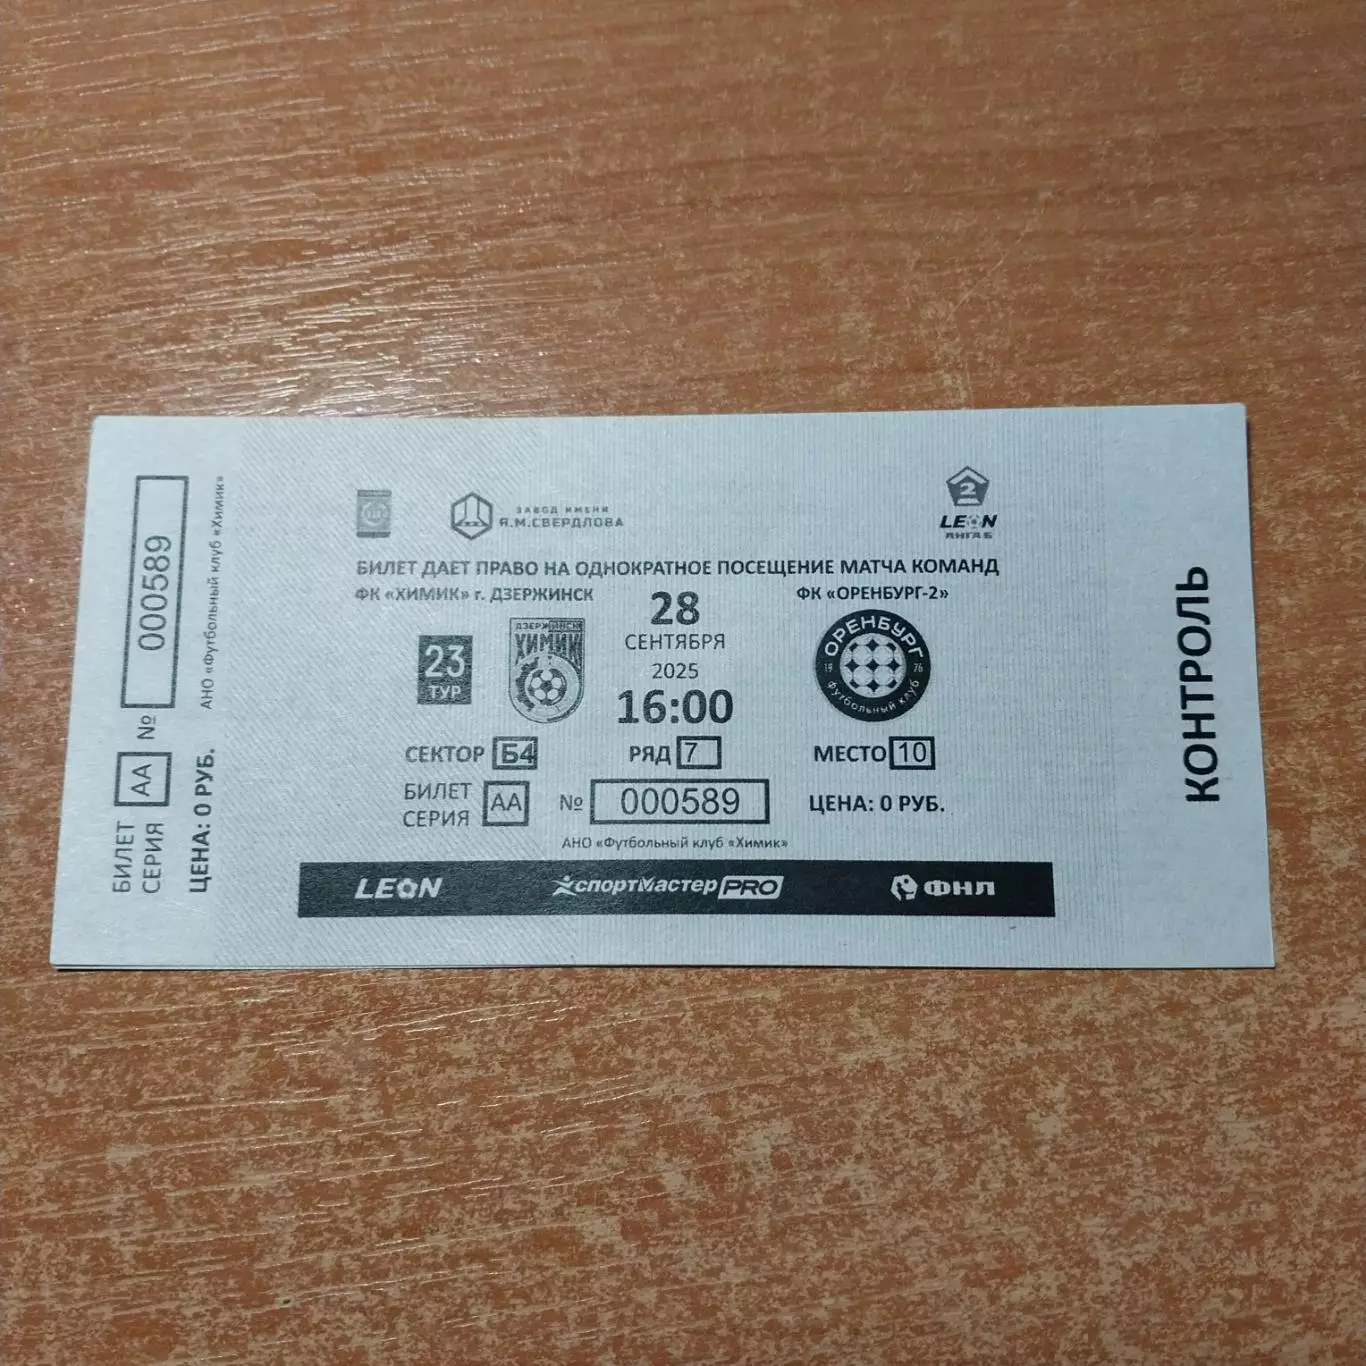 БИЛЕТ СЕРИЯ АА № 000589
ЦЕНА: 0 РУБ. АНО «Футбольный клуб «Химик»
ЗАВОД ИМЕНИ
Я.М.СВЕРДЛОВА
2
LEON
ЛИГА Б
БИЛЕТ ДАЕТ ПРАВО НА ОДНОКРАТНОЕ ПОСЕЩЕНИЕ МАТЧА КОМАНД
ФК «ХИМИК» г. ДЗЕРЖИНСК
ФК «ОРЕНБУРГ-2»
23
ТУР
ДЗЕРЖИНСК
ХИМИК
28
СЕНТЯБРЯ
2025
16:00
ОРЕНБУРГ
19 76
ФУТБОЛЬНЫЙ КЛУБ
СЕКТОР Б4 РЯД 7 МЕСТО 10
БИЛЕТ
СЕРИЯ АА № 000589 ЦЕНА: 0 РУБ.
АНО «Футбольный клуб «Химик»
LEON СПОРТМАСТЕР PRO ФНЛ
КОНТРОЛЬ